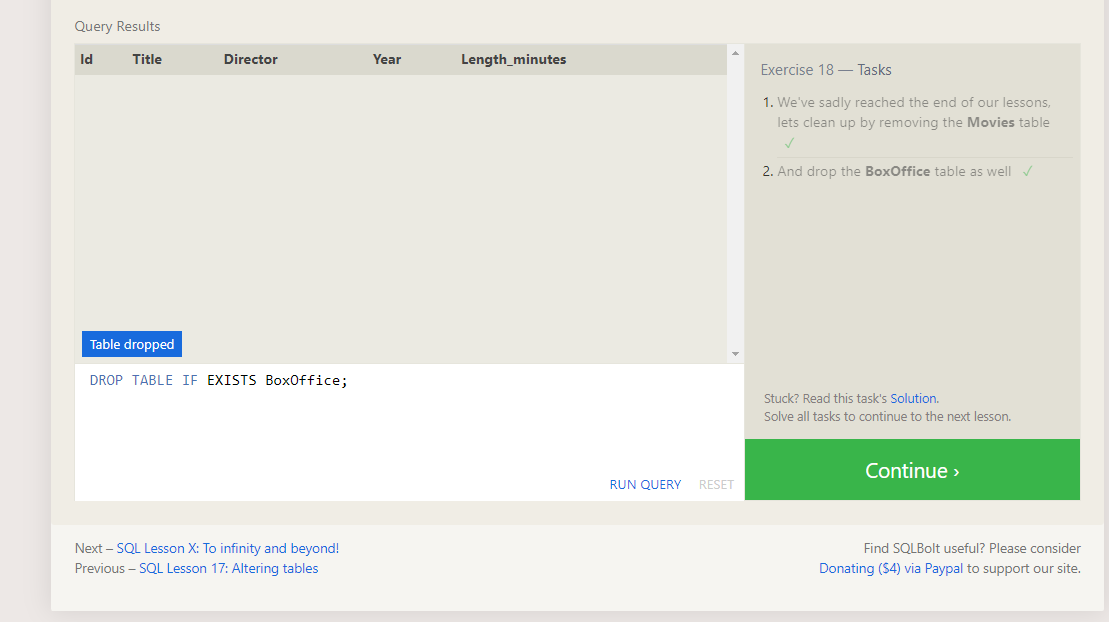 Query Results
Id Title Director Year Length_minutes
Table dropped
DROP TABLE IF EXISTS BoxOffice;
RUN QUERY RESET
Exercise 18 — Tasks
1. We've sadly reached the end of our lessons,
lets clean up by removing the Movies table
✓
2. And drop the BoxOffice table as well ✓
Stuck? Read this task's Solution.
Solve all tasks to continue to the next lesson.
Continue ›
Next – SQL Lesson X: To infinity and beyond!
Previous – SQL Lesson 17: Altering tables
Find SQLBolt useful? Please consider
Donating ($4) via Paypal to support our site.